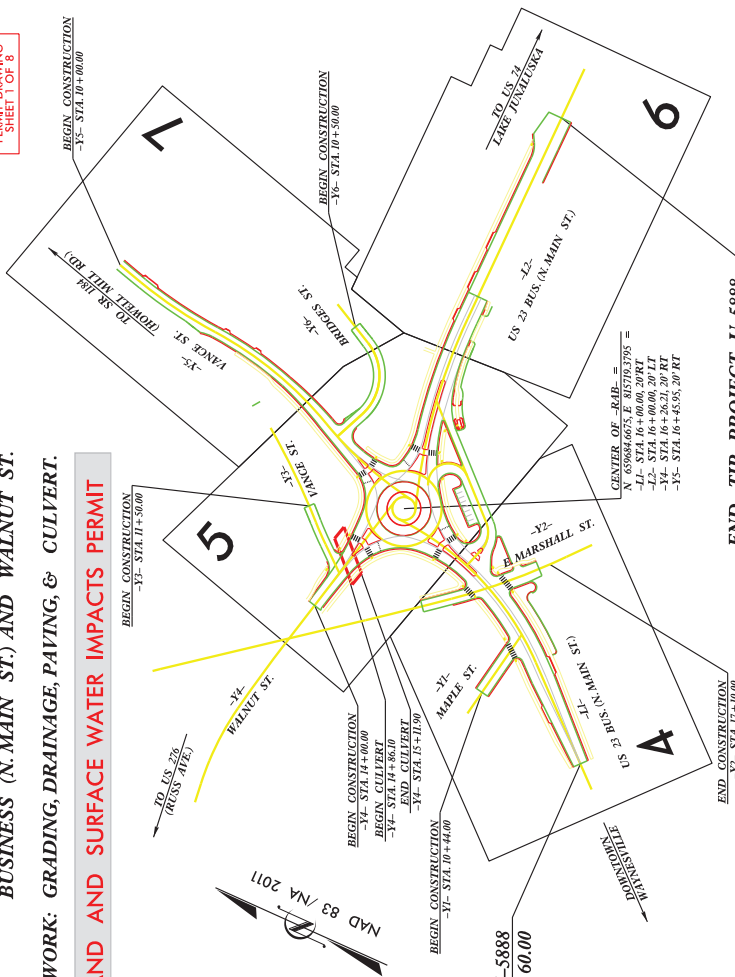 PERMIT DRAWING
SHEET 1 OF 8
BUSINESS (N. MAIN ST.) AND WALNUT ST.
WORK: GRADING, DRAINAGE, PAVING, & CULVERT.
AND SURFACE WATER IMPACTS PERMIT
BEGIN CONSTRUCTION
-Y5- STA. 10+00.00
7
TO SR 1184
(HOWELL MILL RD.)
VANCE ST.
-Y5-
BEGIN CONSTRUCTION
-Y6- STA. 10+50.00
-Y6-
BRIDGES ST.
TO US 74
LAKE JUNALUSKA
6
-L2-
US 23 BUS. (N. MAIN ST.)
BEGIN CONSTRUCTION
-Y3- STA. 11+50.00
5
-Y3-
VANCE ST.
CENTER OF -RAB- =
N 659684.6675, E 815719.3795 =
-L1- STA. 16+00.00, 20' RT
-L2- STA. 16+00.00, 20' LT
-Y4- STA. 16+26.21, 20' RT
-Y5- STA. 16+45.95, 20' RT
END TIP PROJECT U-5888
-Y2-
E. MARSHALL ST.
-Y4-
WALNUT ST.
TO US 276
(RUSS AVE.)
BEGIN CONSTRUCTION
-Y4- STA. 14+00.00
BEGIN CULVERT
-Y4- STA. 14+86.10
END CULVERT
-Y4- STA. 15+11.90
-Y1-
MAPLE ST.
BEGIN CONSTRUCTION
-Y1- STA. 10+44.00
-L1-
US 23 BUS. (N. MAIN ST.)
4
END CONSTRUCTION
DOWNTOWN
WAYNESVILLE
NAD 83 /NA 2011
-5888
60.00